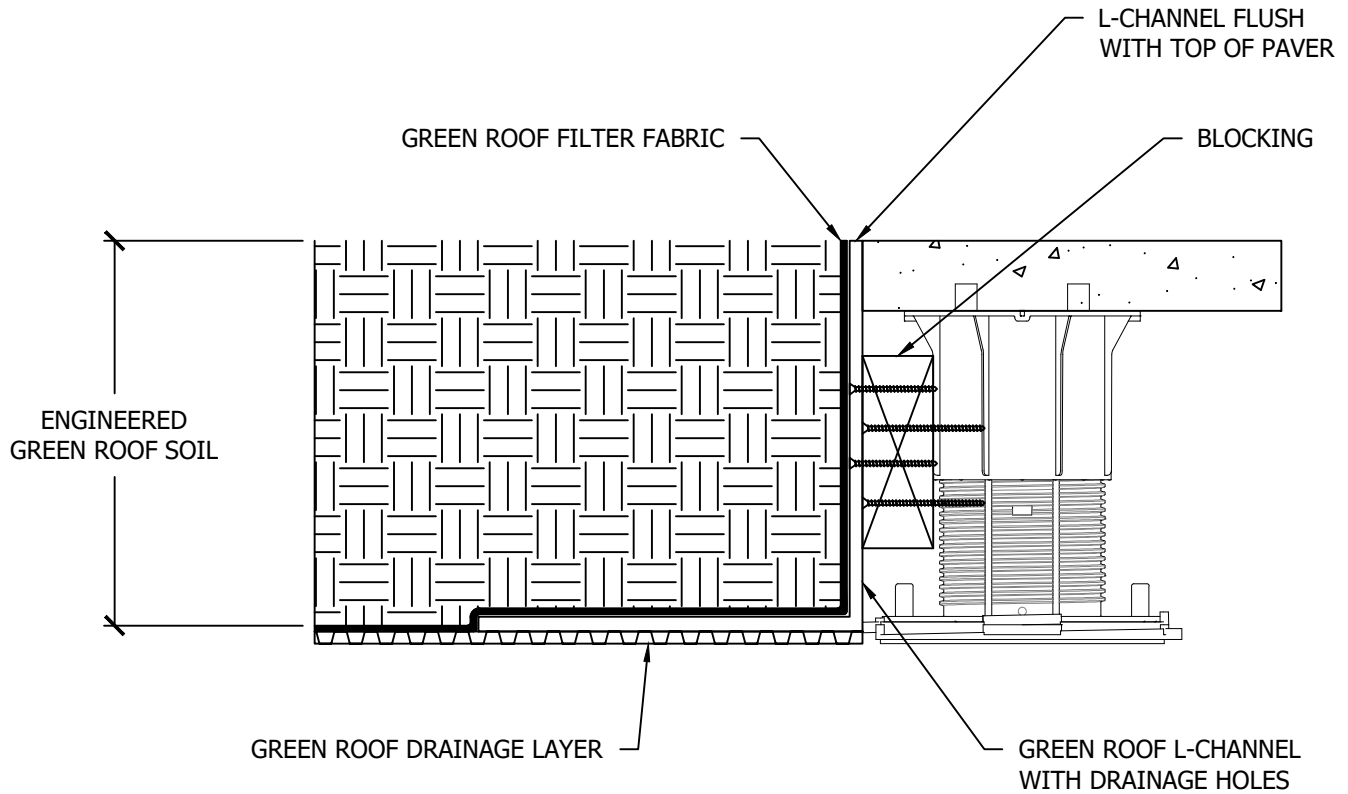 L-CHANNEL FLUSH
WITH TOP OF PAVER
GREEN ROOF FILTER FABRIC
BLOCKING
ENGINEERED
GREEN ROOF SOIL
GREEN ROOF DRAINAGE LAYER
GREEN ROOF L-CHANNEL
WITH DRAINAGE HOLES